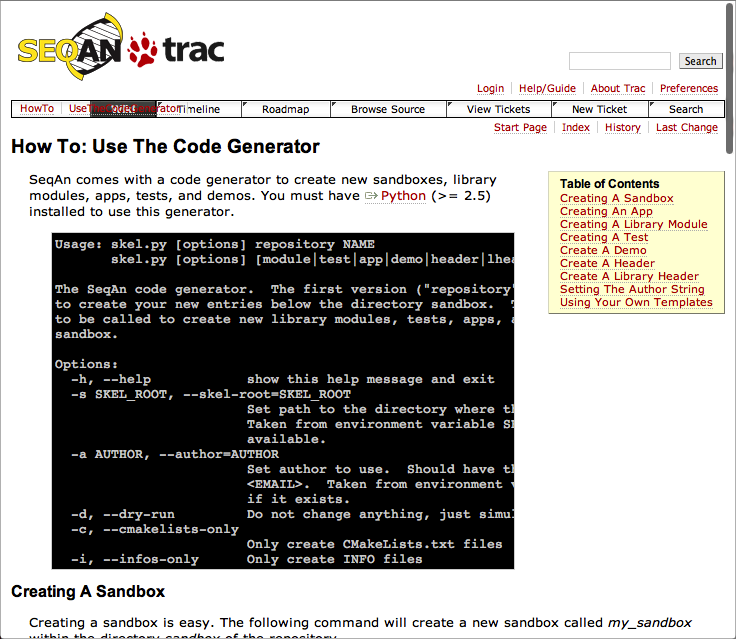 SEQAN trac
Search
Login Help/Guide About Trac Preferences
HowTo UseTheCodeGenerator Wiki Timeline Roadmap Browse Source View Tickets New Ticket Search
Start Page Index History Last Change
How To: Use The Code Generator
SeqAn comes with a code generator to create new sandboxes, library
modules, apps, tests, and demos. You must have Python (>= 2.5)
installed to use this generator.
Table of Contents
Creating A Sandbox
Creating An App
Creating A Library Module
Creating A Test
Create A Demo
Create A Header
Create A Library Header
Setting The Author String
Using Your Own Templates
Usage: skel.py [options] repository NAME
skel.py [options] [module|test|app|demo|header|lhea
The SeqAn code generator.  The first version ("repository"
to create your new entries below the directory sandbox.
to be called to create new library modules, tests, apps,
sandbox.
Options:
-h, --help show this help message and exit
-s SKEL_ROOT, --skel-root=SKEL_ROOT
Set path to the directory where th
Taken from environment variable
available.
-a AUTHOR, --author=AUTHOR
Set author to use.  Should have th
<EMAIL>.  Taken from environment
if it exists.
-d, --dry-run Do not change anything, just simul
-c, --cmakelists-only
Only create CMakeLists.txt files
-i, --infos-only Only create INFO files
Creating A Sandbox
Creating a sandbox is easy. The following command will create a new sandbox called my_sandbox
within the directory sandbox of the repository.